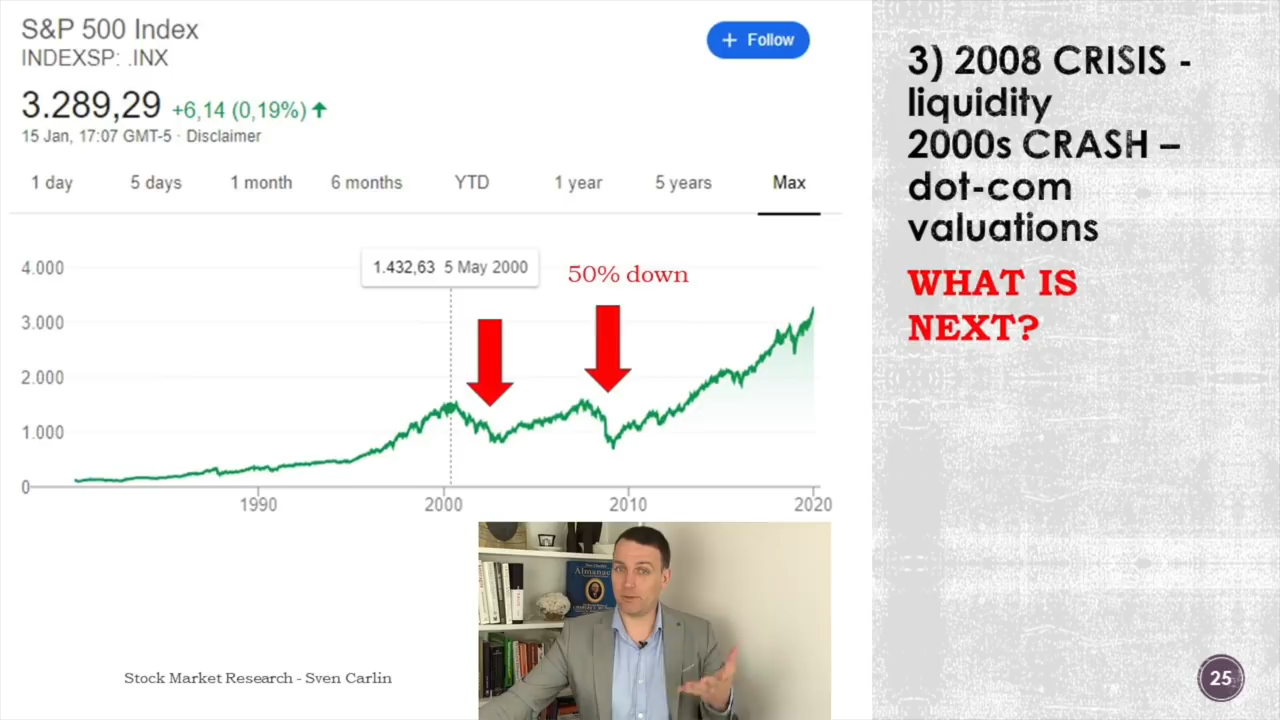 S&P 500 Index
INDEXSP: .INX
+ Follow
3.289,29 +6,14 (0,19%) ↑
15 Jan, 17:07 GMT-5 · Disclaimer
1 day 5 days 1 month 6 months YTD 1 year 5 years Max
1.432,63 5 May 2000
50% down
4.000
3.000
2.000
1.000
0
1990 2000 2010 2020
Almanac
Stock Market Research - Sven Carlin
3) 2008 CRISIS -
liquidity
2000s CRASH –
dot-com
valuations
WHAT IS
NEXT?
25